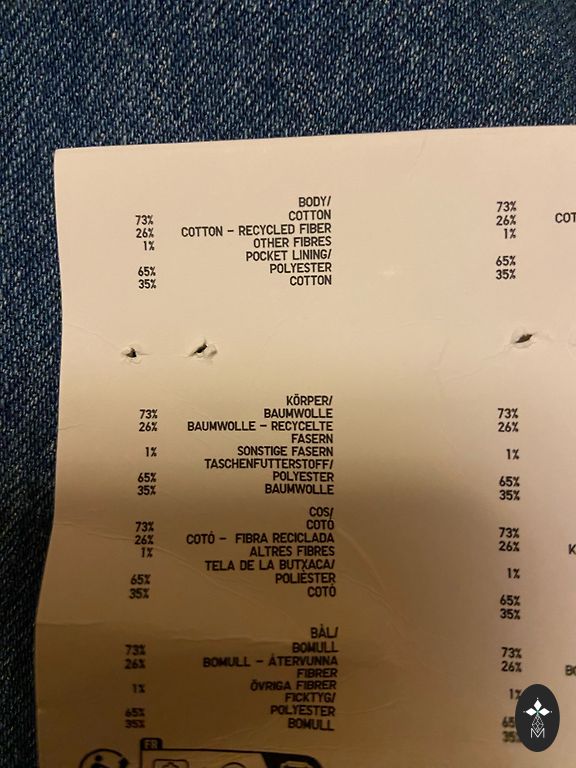 BODY/
73% COTTON 73%
26% COTTON - RECYCLED FIBER 26%
1% OTHER FIBRES 1%
POCKET LINING/
65% POLYESTER 65%
35% COTTON 35%
KÖRPER/
73% BAUMWOLLE 73%
26% BAUMWOLLE - RECYCELTE 26%
FASERN
1% SONSTIGE FASERN 1%
TASCHENFUTTERSTOFF/
65% POLYESTER 65%
35% BAUMWOLLE 35%
COS/
73% COTÓ 73%
26% COTÓ - FIBRA RECICLADA 26%
1% ALTRES FIBRES 1%
TELA DE LA BUTXACA/
65% POLIÈSTER 65%
35% COTÓ 35%
BÅL/
73% BOMULL 73%
26% BOMULL - ÅTERVUNNA 26%
FIBRER
1% ÖVRIGA FIBRER
FICKTYG/
65% POLYESTER
35% BOMULL
FR